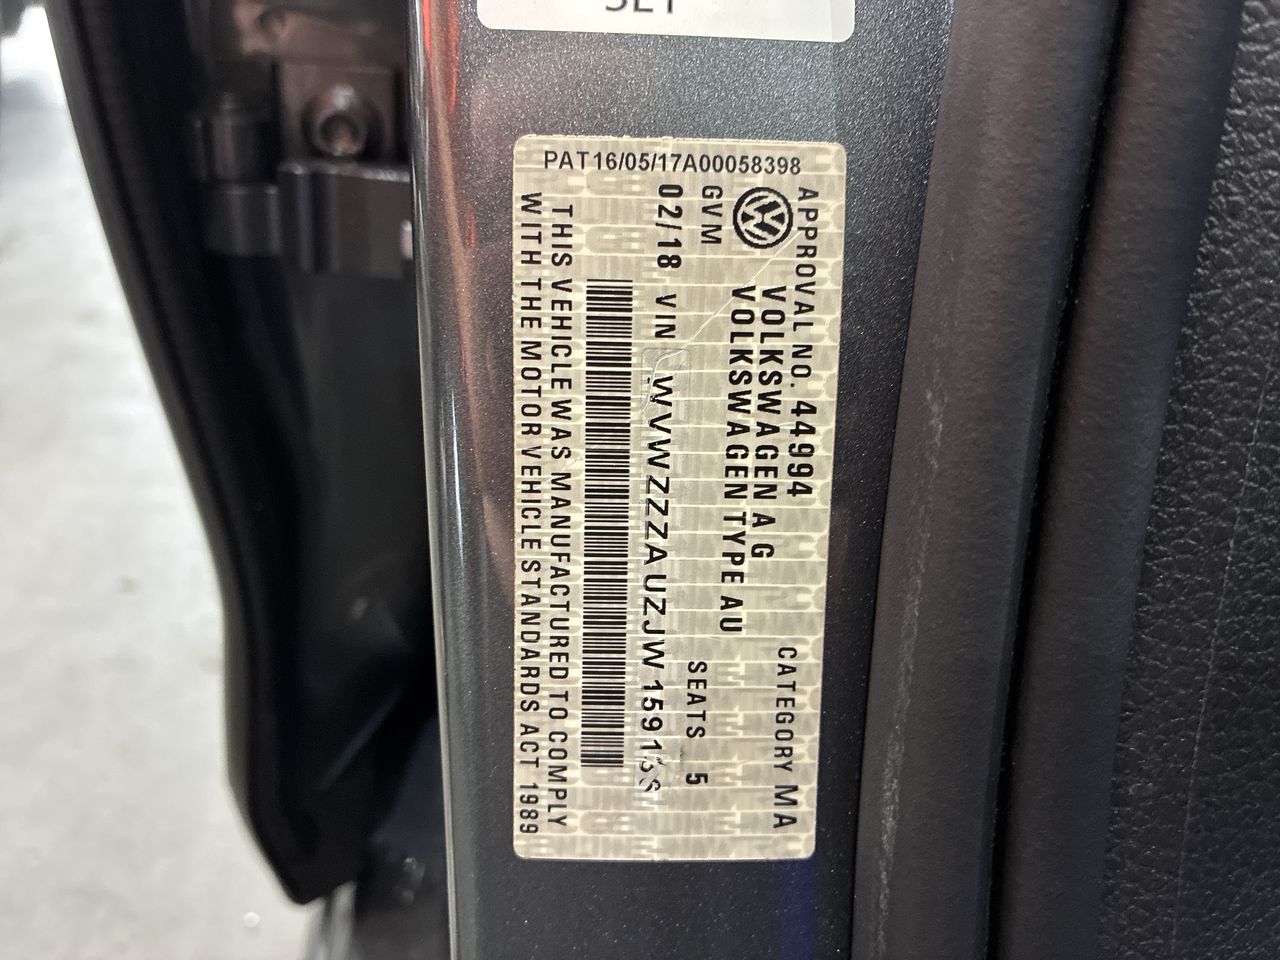 PAT16/05/17A00058398
APPROVAL NO. 44994 CATEGORY MA
VOLKSWAGEN A G
VOLKSWAGEN TYPE AU
GVM SEATS 5
02/18 VIN WVWZZZAUZJW
THIS VEHICLE WAS MANUFACTURED TO COMPLY
WITH THE MOTOR VEHICLE STANDARDS ACT 1989